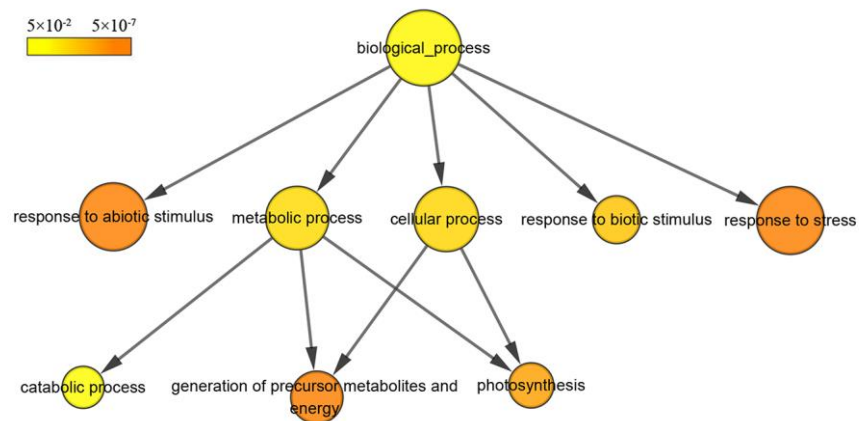 5×10⁻² 5×10⁻⁷
biological_process
response to abiotic stimulus
metabolic process
cellular process
response to biotic stimulus
response to stress
catabolic process
generation of precursor metabolites and
energy
photosynthesis